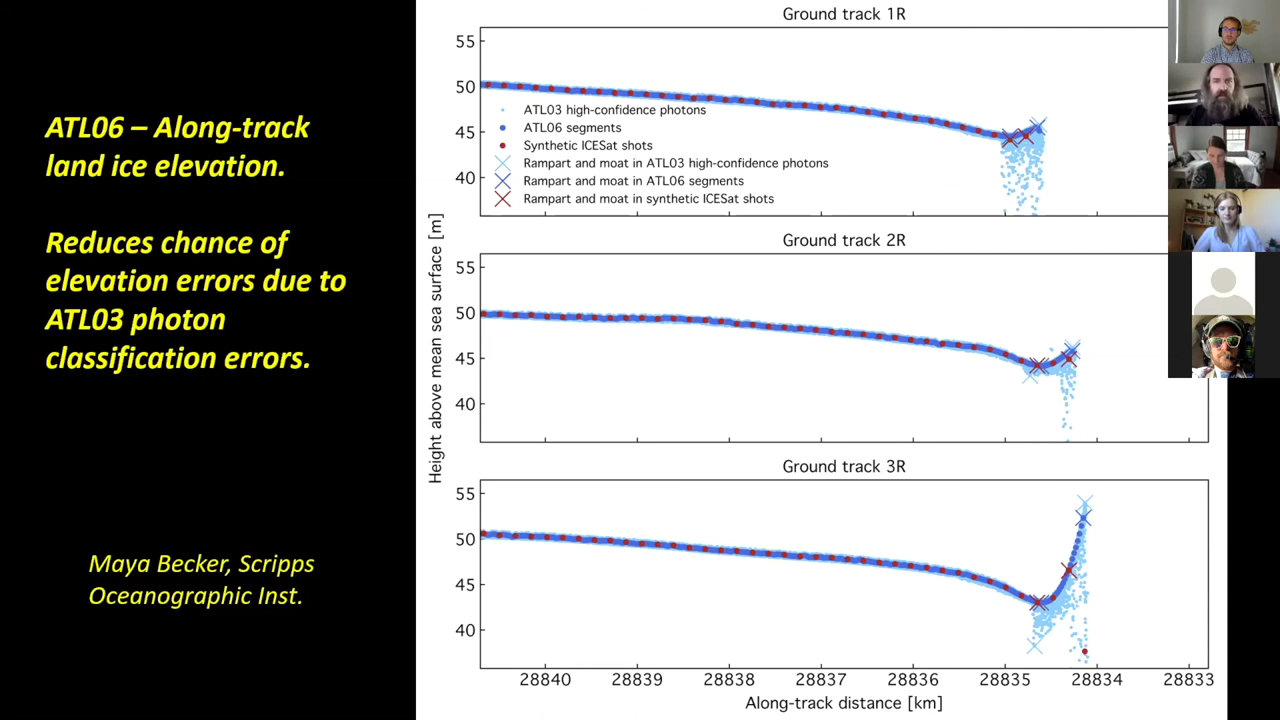 ATL06 – Along-track
land ice elevation.
Reduces chance of
elevation errors due to
ATL03 photon
classification errors.
Maya Becker, Scripps
Oceanographic Inst.
Height above mean sea surface [m]
Ground track 1R
55
50
45
40
ATL03 high-confidence photons
ATL06 segments
Synthetic ICESat shots
Rampart and moat in ATL03 high-confidence photons
Rampart and moat in ATL06 segments
Rampart and moat in synthetic ICESat shots
Ground track 2R
55
50
45
40
Ground track 3R
55
50
45
40
28840 28839 28838 28837 28836 28835 28834 28833
Along-track distance [km]